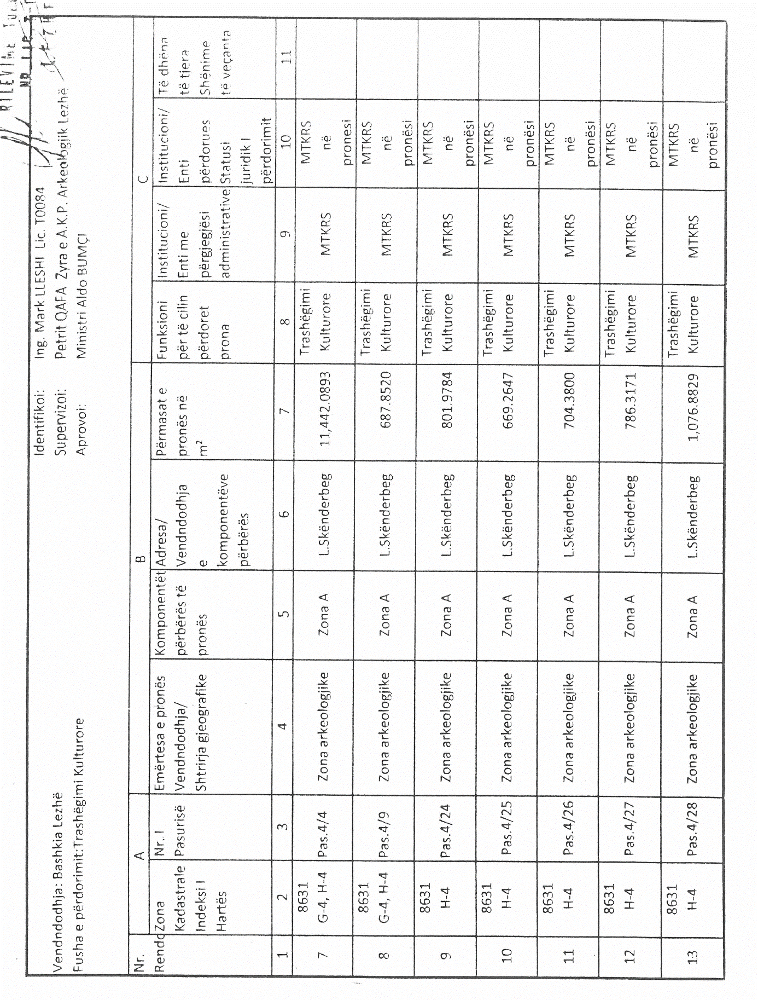 RILEVIME
Identifikoi: Ing. Mark LLESHI Lic. T0084
Supervizoi: Petrit QAFA Zyra e A.K.P. Arkeologjik Lezhë
Aprovoi: Ministri Aldo BUMÇI
Vendndodhja: Bashkia Lezhë
Fusha e përdorimit:Trashëgimi Kulturore
Nr. A B C
Rendo Zona Nr. I Emërtesa e pronës Komponentët Adresa/ Përmasat e Funksioni Institucioni/ Institucioni/ Të dhëna
Kadastrale Pasurisë Vendndodhja/ përbërës të Vendndodhja pronës në për të cilin Enti me Enti të tjera
Indeksi I Shtrirja gjeografike pronës e m² përdoret përgjegjësi përdorues Shënime
Hartës komponentëve prona administrative Statusi të veçanta
përbërës juridik I
përdorimit
1 2 3 4 5 6 7 8 9 10 11
8631 Trashëgimi MTKRS
7 G-4, H-4 Pas.4/4 Zona arkeologjike Zona A L.Skënderbeg 11,442.0893 Kulturore MTKRS në
pronesi
8631 Trashëgimi MTKRS
8 G-4, H-4 Pas.4/9 Zona arkeologjike Zona A L.Skënderbeg 687.8520 Kulturore MTKRS në
pronësi
8631 Trashëgimi MTKRS
9 H-4 Pas.4/24 Zona arkeologjike Zona A L.Skënderbeg 801.9784 Kulturore MTKRS në
pronësi
8631 Trashëgimi MTKRS
10 H-4 Pas.4/25 Zona arkeologjike Zona A L.Skënderbeg 669.2647 Kulturore MTKRS në
pronësi
8631 Trashëgimi MTKRS
11 H-4 Pas.4/26 Zona arkeologjike Zona A L.Skënderbeg 704.3800 Kulturore MTKRS në
pronësi
8631 Trashëgimi MTKRS
12 H-4 Pas.4/27 Zona arkeologjike Zona A L.Skënderbeg 786.3171 Kulturore MTKRS në
pronësi
8631 Trashëgimi MTKRS
13 H-4 Pas.4/28 Zona arkeologjike Zona A L.Skënderbeg 1,076.8829 Kulturore MTKRS në
pronësi